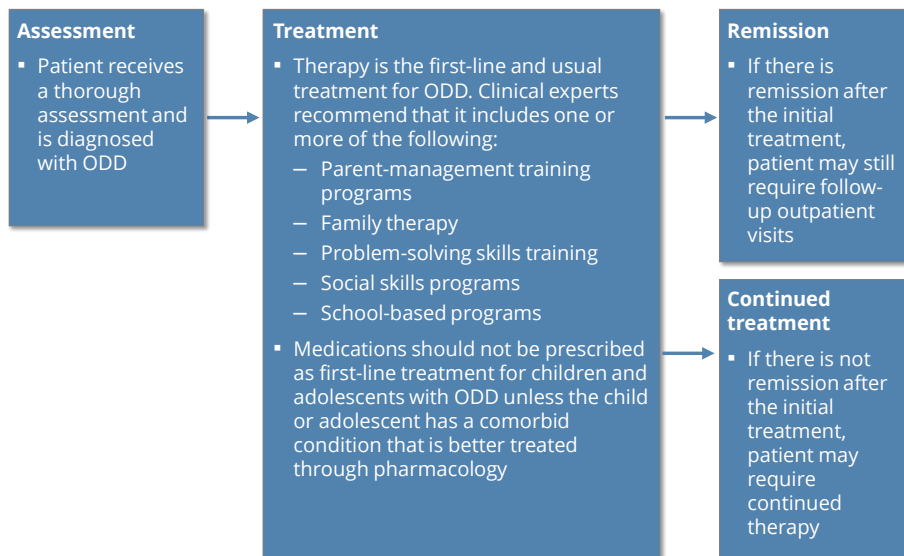 Assessment
▪ Patient receives
a thorough
assessment and
is diagnosed
with ODD
Treatment
▪ Therapy is the first-line and usual
treatment for ODD. Clinical experts
recommend that it includes one or
more of the following:
– Parent-management training
programs
– Family therapy
– Problem-solving skills training
– Social skills programs
– School-based programs
▪ Medications should not be prescribed
as first-line treatment for children and
adolescents with ODD unless the child
or adolescent has a comorbid
condition that is better treated
through pharmacology
Remission
▪ If there is
remission after
the initial
treatment,
patient may still
require follow-
up outpatient
visits
Continued
treatment
▪ If there is not
remission after
the initial
treatment,
patient may
require
continued
therapy